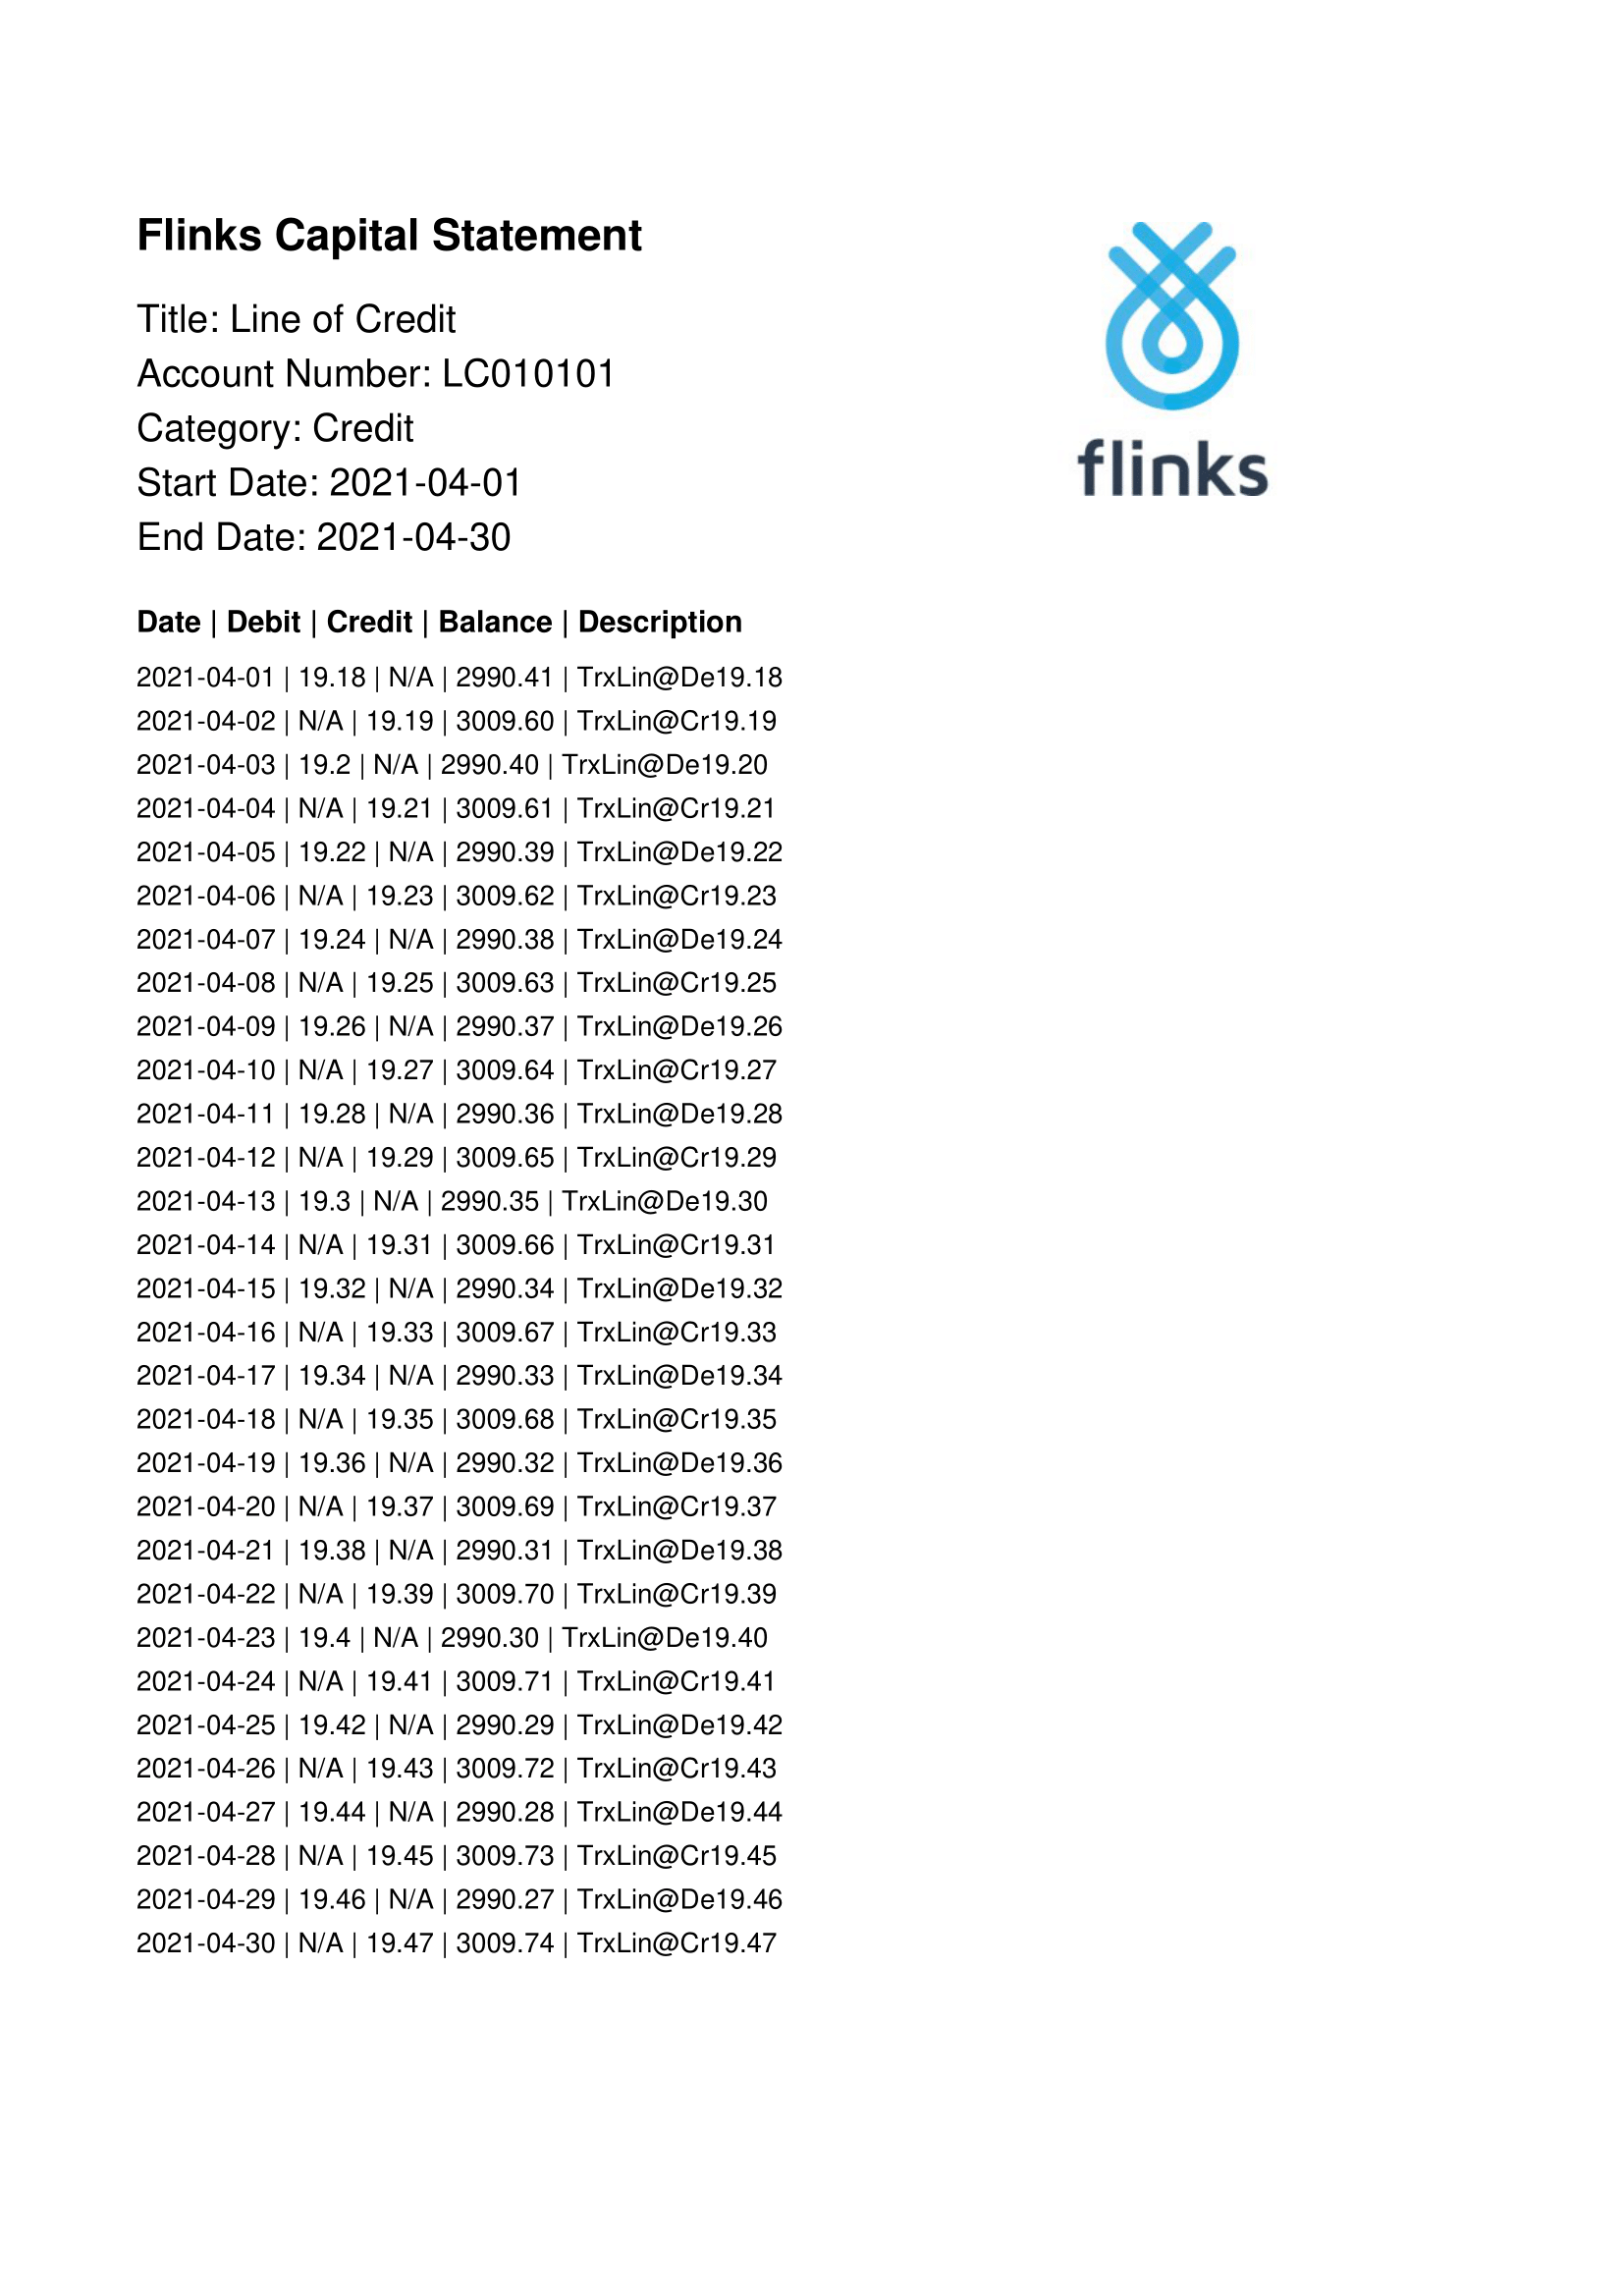 Flinks Capital Statement
Title: Line of Credit
Account Number: LC010101
Category: Credit
Start Date: 2021-04-01
End Date: 2021-04-30
flinks
Date | Debit | Credit | Balance | Description
2021-04-01 | 19.18 | N/A | 2990.41 | TrxLin@De19.18
2021-04-02 | N/A | 19.19 | 3009.60 | TrxLin@Cr19.19
2021-04-03 | 19.2 | N/A | 2990.40 | TrxLin@De19.20
2021-04-04 | N/A | 19.21 | 3009.61 | TrxLin@Cr19.21
2021-04-05 | 19.22 | N/A | 2990.39 | TrxLin@De19.22
2021-04-06 | N/A | 19.23 | 3009.62 | TrxLin@Cr19.23
2021-04-07 | 19.24 | N/A | 2990.38 | TrxLin@De19.24
2021-04-08 | N/A | 19.25 | 3009.63 | TrxLin@Cr19.25
2021-04-09 | 19.26 | N/A | 2990.37 | TrxLin@De19.26
2021-04-10 | N/A | 19.27 | 3009.64 | TrxLin@Cr19.27
2021-04-11 | 19.28 | N/A | 2990.36 | TrxLin@De19.28
2021-04-12 | N/A | 19.29 | 3009.65 | TrxLin@Cr19.29
2021-04-13 | 19.3 | N/A | 2990.35 | TrxLin@De19.30
2021-04-14 | N/A | 19.31 | 3009.66 | TrxLin@Cr19.31
2021-04-15 | 19.32 | N/A | 2990.34 | TrxLin@De19.32
2021-04-16 | N/A | 19.33 | 3009.67 | TrxLin@Cr19.33
2021-04-17 | 19.34 | N/A | 2990.33 | TrxLin@De19.34
2021-04-18 | N/A | 19.35 | 3009.68 | TrxLin@Cr19.35
2021-04-19 | 19.36 | N/A | 2990.32 | TrxLin@De19.36
2021-04-20 | N/A | 19.37 | 3009.69 | TrxLin@Cr19.37
2021-04-21 | 19.38 | N/A | 2990.31 | TrxLin@De19.38
2021-04-22 | N/A | 19.39 | 3009.70 | TrxLin@Cr19.39
2021-04-23 | 19.4 | N/A | 2990.30 | TrxLin@De19.40
2021-04-24 | N/A | 19.41 | 3009.71 | TrxLin@Cr19.41
2021-04-25 | 19.42 | N/A | 2990.29 | TrxLin@De19.42
2021-04-26 | N/A | 19.43 | 3009.72 | TrxLin@Cr19.43
2021-04-27 | 19.44 | N/A | 2990.28 | TrxLin@De19.44
2021-04-28 | N/A | 19.45 | 3009.73 | TrxLin@Cr19.45
2021-04-29 | 19.46 | N/A | 2990.27 | TrxLin@De19.46
2021-04-30 | N/A | 19.47 | 3009.74 | TrxLin@Cr19.47